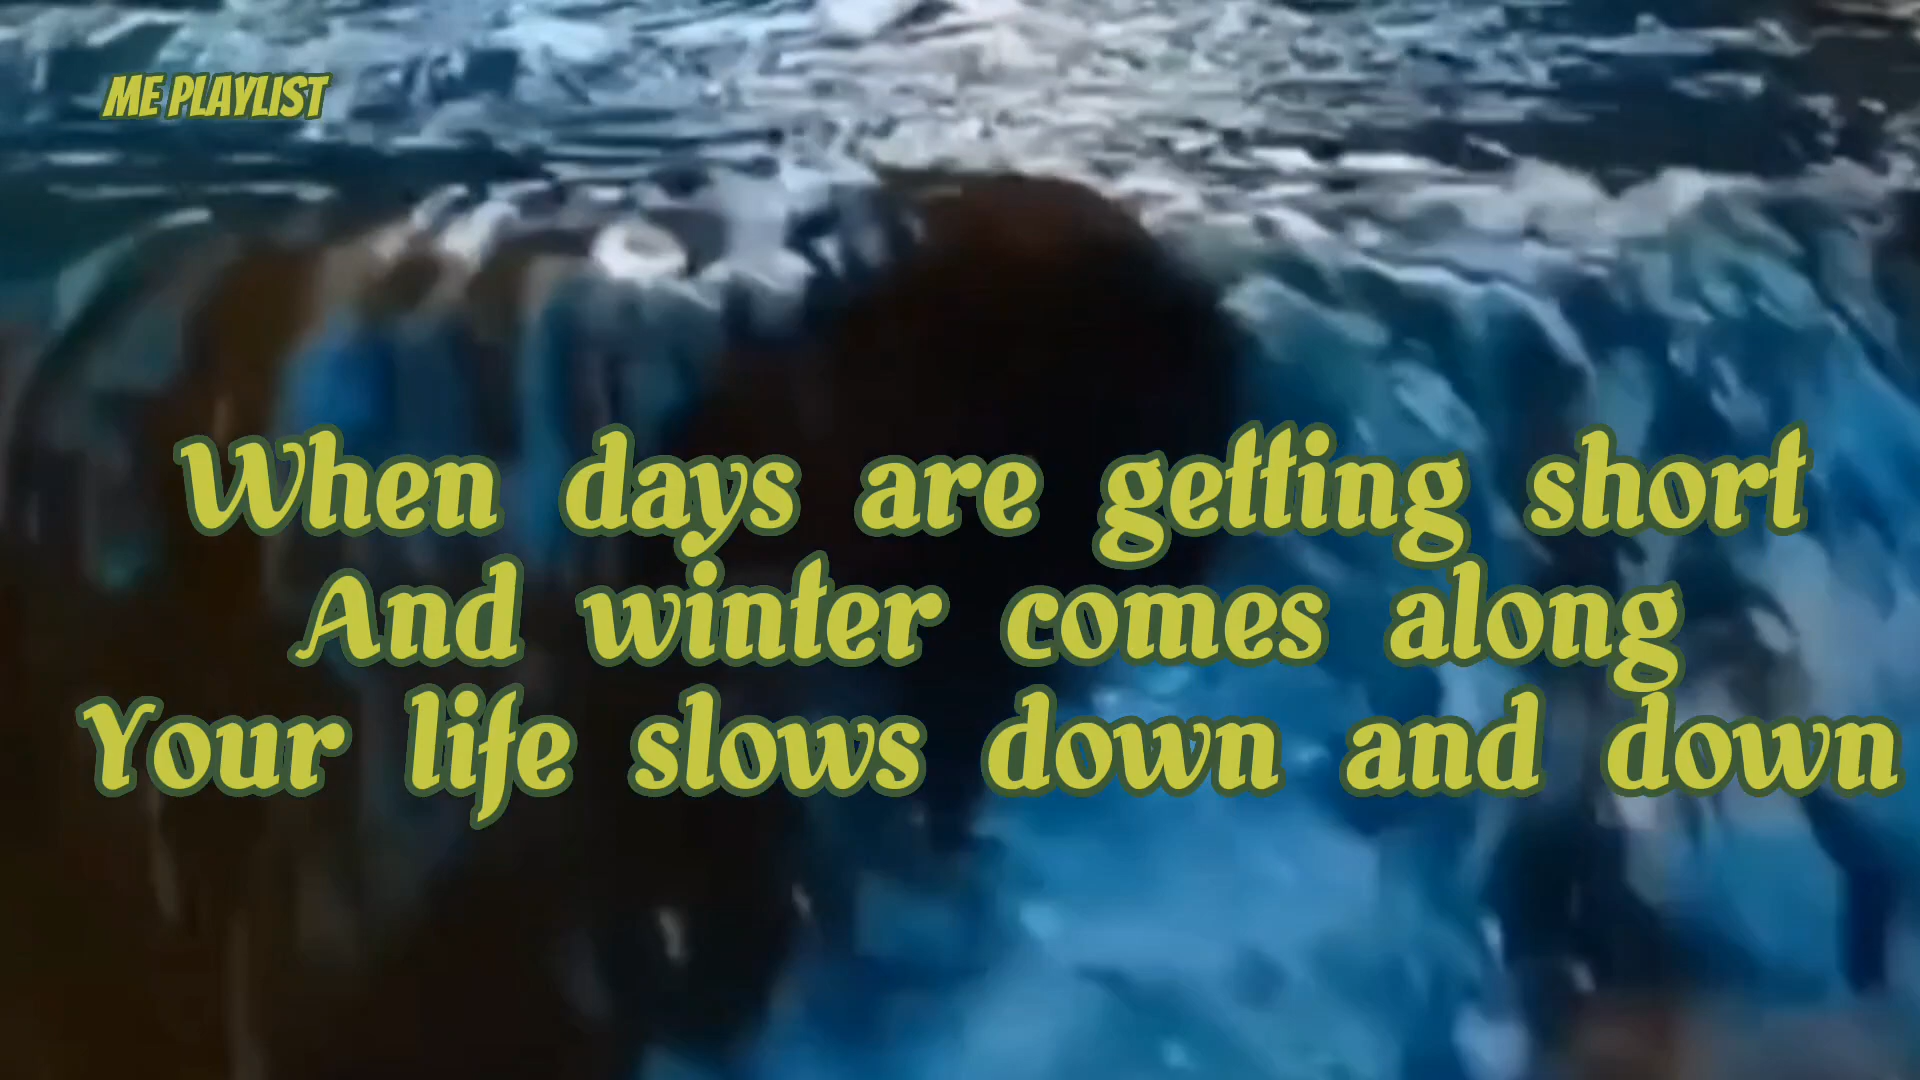 ME PLAYLIST
When days are getting short
And winter comes along
Your life slows down and down